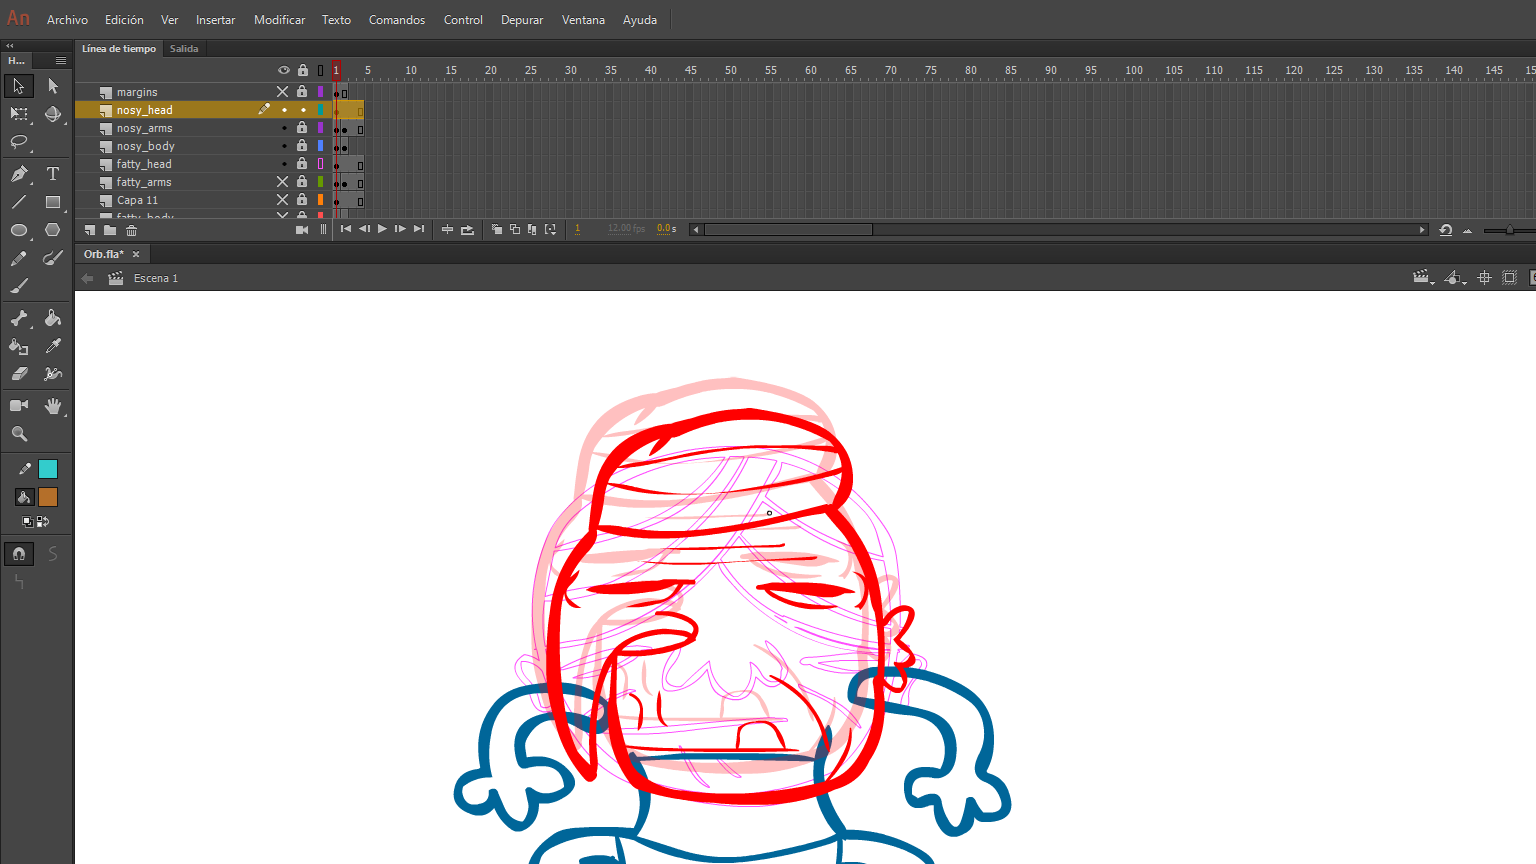 An Archivo Edición Ver Insertar Modificar Texto Comandos Control Depurar Ventana Ayuda
H... Línea de tiempo Salida
1 5 10 15 20 25 30 35 40 45 50 55 60 65 70 75 80 85 90 95 100 105 110 115 120 125 130 135 140 145 15
margins
nosy_head
nosy_arms
nosy_body
fatty_head
fatty_arms
Capa 11
fatty_body
1 12.00 fps 0.0 s
Orb.fla*
Escena 1